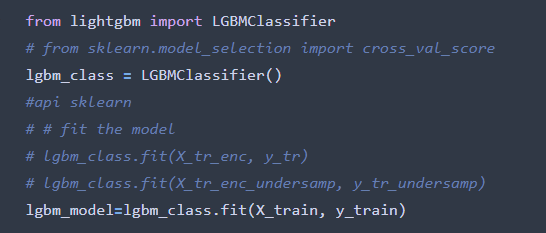 from lightgbm import LGBMClassifier
# from sklearn.model_selection import cross_val_score
lgbm_class = LGBMClassifier()
#api sklearn
# # fit the model
# lgbm_class.fit(X_tr_enc, y_tr)
# lgbm_class.fit(X_tr_enc_undersamp, y_tr_undersamp)
lgbm_model=lgbm_class.fit(X_train, y_train)